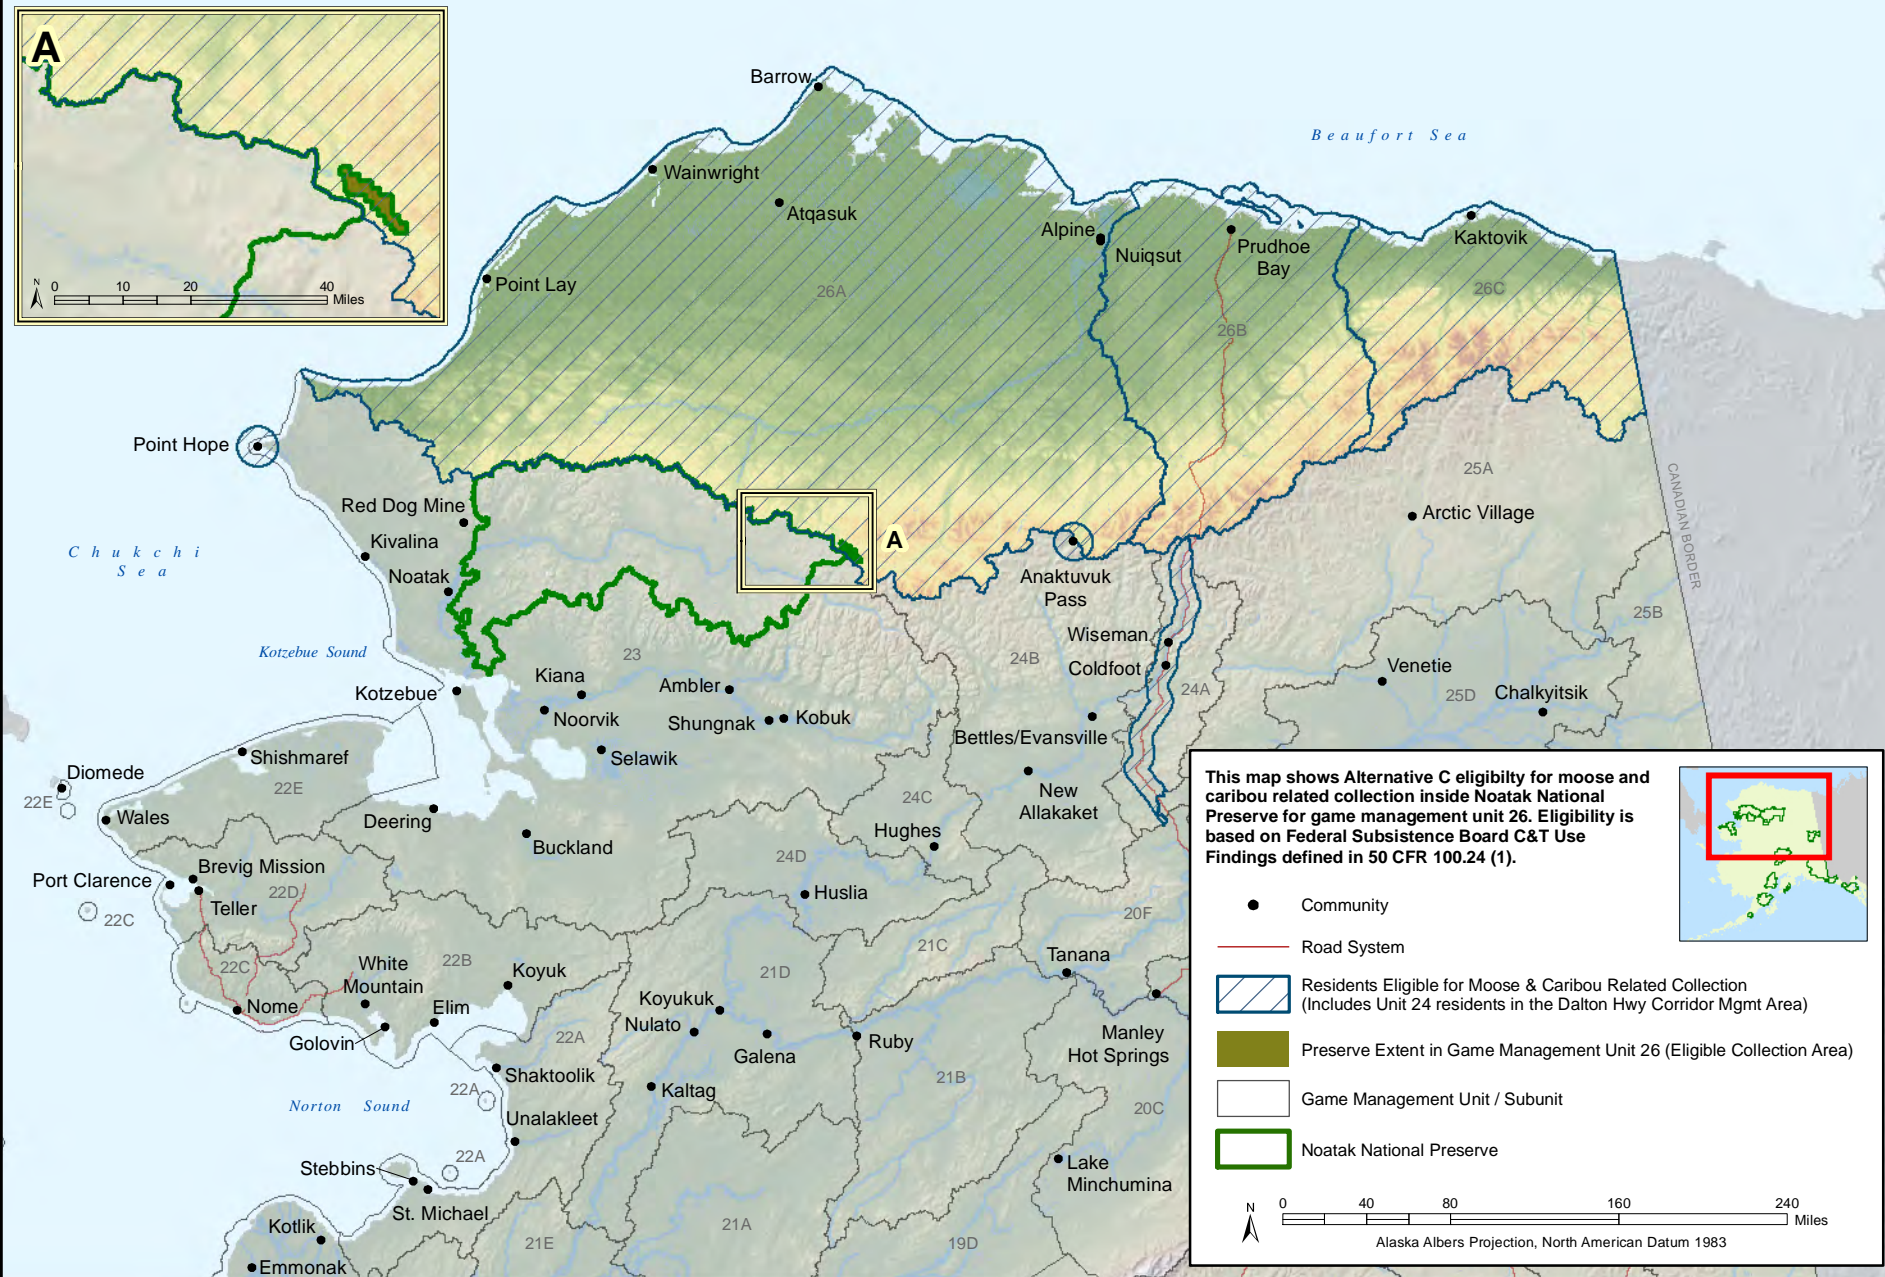 A
N
0
10
20
40
Miles
Barrow
Beaufort Sea
Wainwright
Atqasuk
Alpine
Nuiqsut
Prudhoe
Bay
Kaktovik
Point Lay
26A
26B
26C
Point Hope
25A
CANADIAN BORDER
Red Dog Mine
Arctic Village
Chukchi
Sea
Kivalina
A
Noatak
Anaktuvuk
Pass
25B
Kotzebue Sound
23
Wiseman
24B
Coldfoot
Venetie
Kiana
Ambler
24A
25D
Chalkyitsik
Kotzebue
Noorvik
Shungnak
Kobuk
Bettles/Evansville
Shishmaref
Selawik
Diomede
22E
22E
New
Allakaket
24C
Wales
Deering
Hughes
Buckland
24D
Brevig Mission
Port Clarence
22D
Teller
Huslia
22C
20F
21C
22C
White
Mountain
22B
Koyuk
21D
Tanana
Nome
Elim
Koyukuk
Nulato
Golovin
22A
Galena
Ruby
Manley
Hot Springs
Shaktoolik
22A
21B
Kaltag
Norton Sound
20C
Unalakleet
22A
Stebbins
Lake
Minchumina
St. Michael
Kotlik
21A
21E
19D
Emmonak
This map shows Alternative C eligibilty for moose and
caribou related collection inside Noatak National
Preserve for game management unit 26. Eligibility is
based on Federal Subsistence Board C&T Use
Findings defined in 50 CFR 100.24 (1).
Community
Road System
Residents Eligible for Moose & Caribou Related Collection
(Includes Unit 24 residents in the Dalton Hwy Corridor Mgmt Area)
Preserve Extent in Game Management Unit 26 (Eligible Collection Area)
Game Management Unit / Subunit
Noatak National Preserve
N
0
40
80
160
240
Miles
Alaska Albers Projection, North American Datum 1983